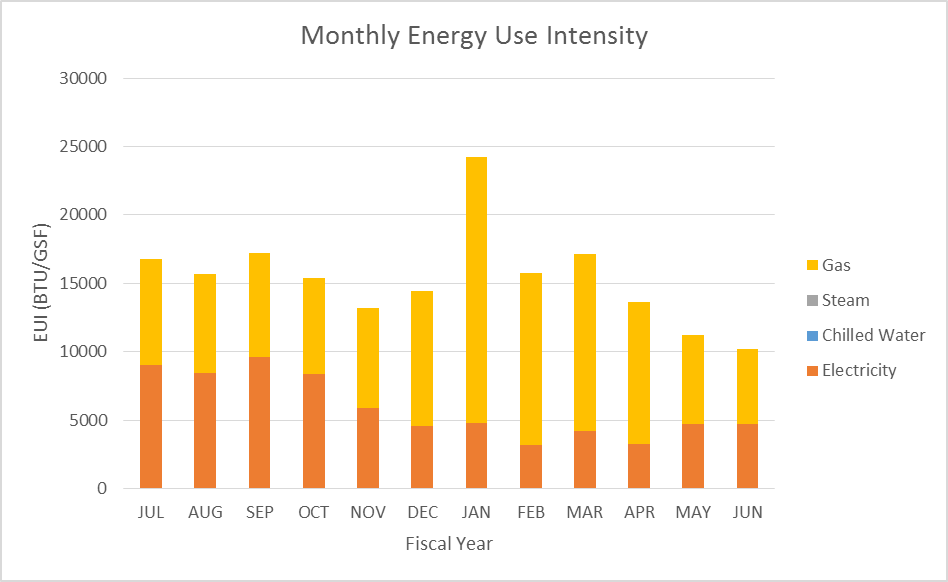 Monthly Energy Use Intensity
30000
25000
20000
15000
10000
5000
0
EUI (BTU/GSF)
JUL AUG SEP OCT NOV DEC JAN FEB MAR APR MAY JUN
Fiscal Year
Gas
Steam
Chilled Water
Electricity